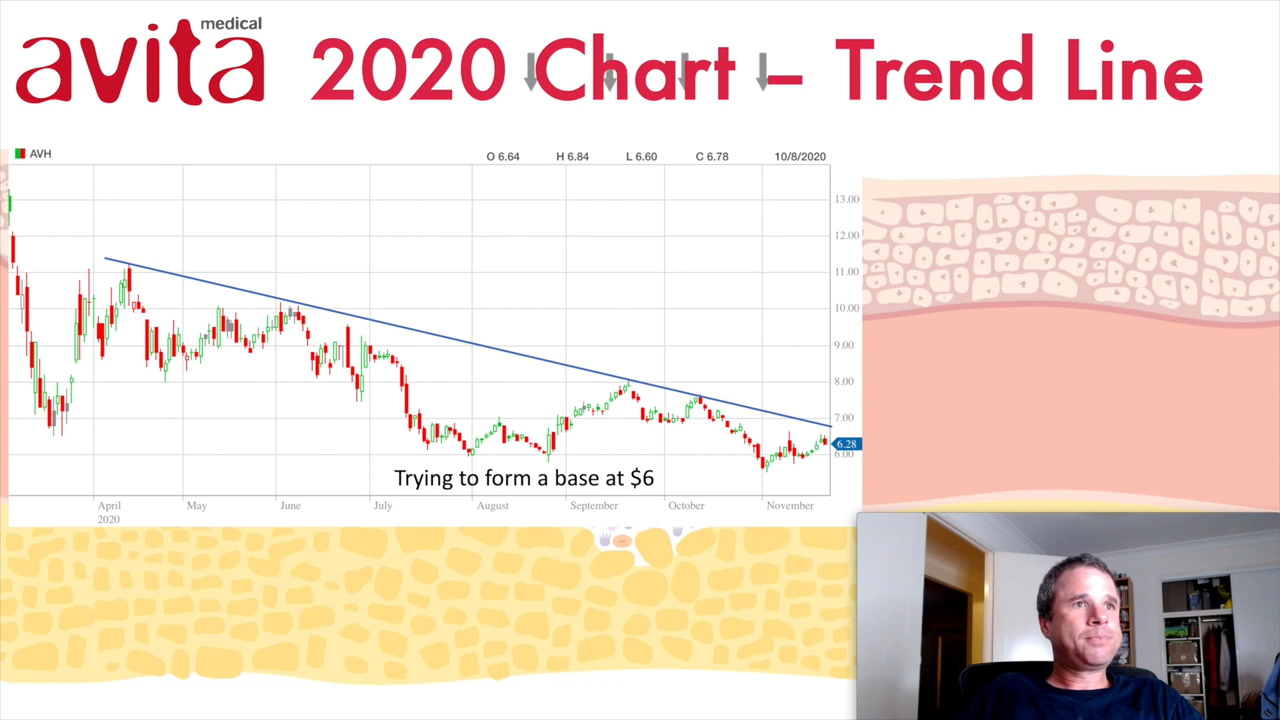 medical
avita
2020 Chart – Trend Line
AVH
O 6.64 H 6.84 L 6.60 C 6.78 10/8/2020
13.00
12.00
11.00
10.00
9.00
8.00
7.00
6.28
6.00
Trying to form a base at $6
April May June July August September October November
2020